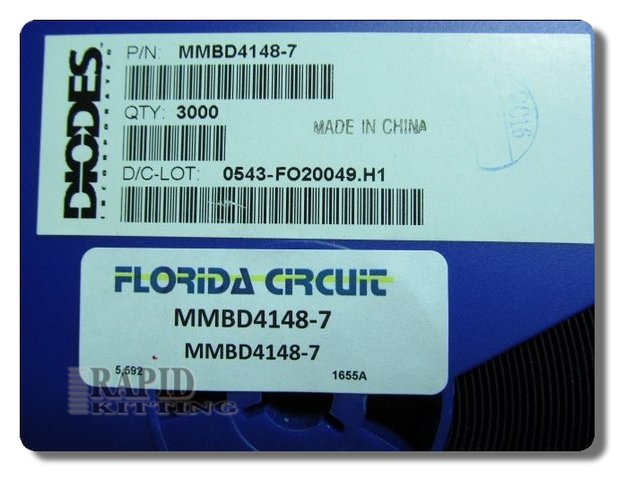 DIODES
INCORPORATED
P/N: MMBD4148-7
QTY: 3000
MADE IN CHINA
D/C-LOT: 0543-FO20049.H1
FLORIDA CIRCUIT
MMBD4148-7
MMBD4148-7
5,592 1655A
RAPID
KITTING